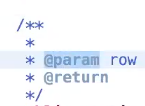 /**
*
* @param row
* @return
*/